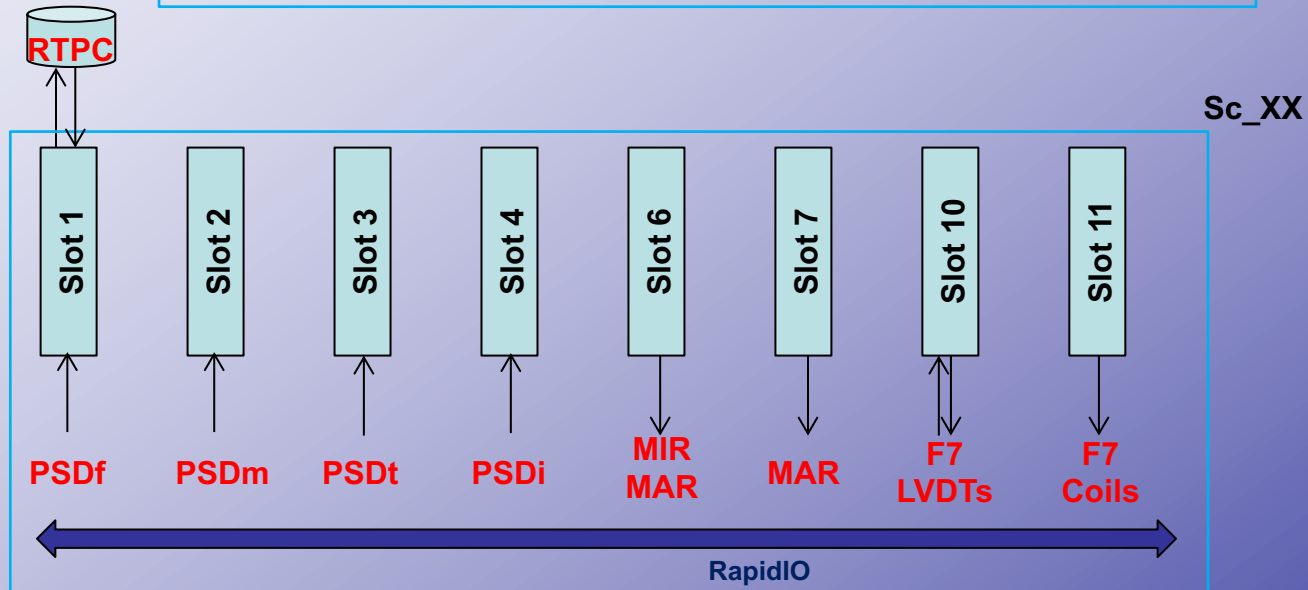 RTPC
Sc_XX
Slot 1
Slot 2
Slot 3
Slot 4
Slot 6
Slot 7
Slot 10
Slot 11
PSDf
PSDm
PSDt
PSDi
MIR
MAR
MAR
F7
LVDTs
F7
Coils
RapidIO